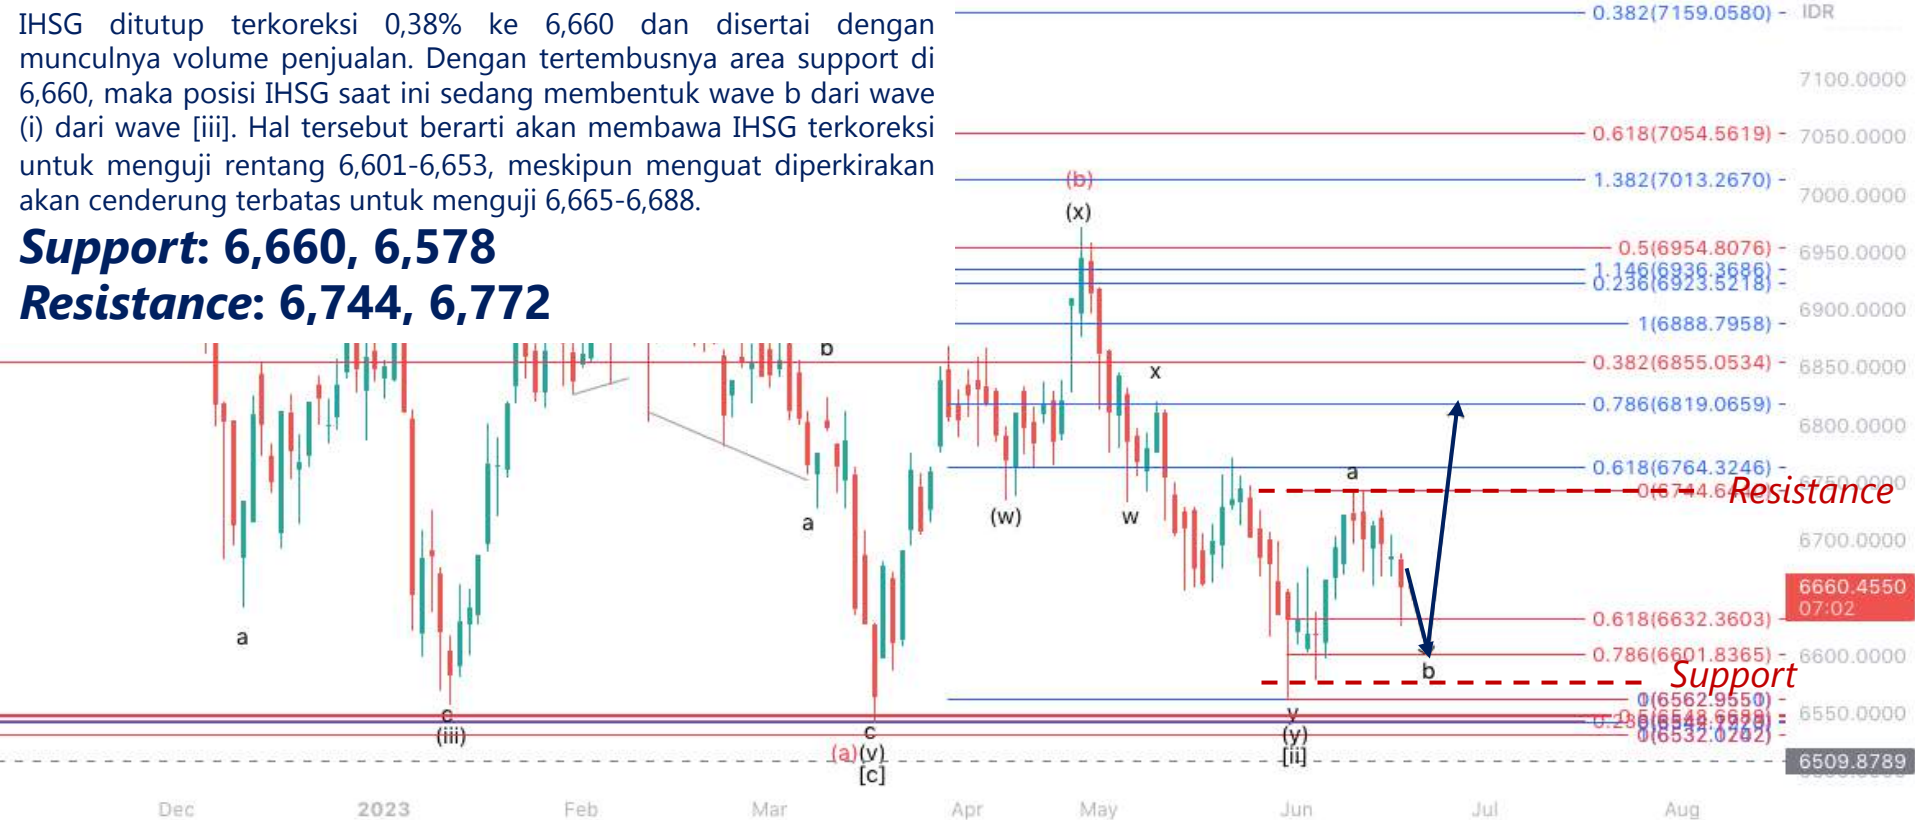 IHSG ditutup terkoreksi 0,38% ke 6,660 dan disertai dengan
munculnya volume penjualan. Dengan tertembusnya area support di
6,660, maka posisi IHSG saat ini sedang membentuk wave b dari wave
(i) dari wave [iii]. Hal tersebut berarti akan membawa IHSG terkoreksi
untuk menguji rentang 6,601-6,653, meskipun menguat diperkirakan
akan cenderung terbatas untuk menguji 6,665-6,688.
Support: 6,660, 6,578
Resistance: 6,744, 6,772
0.382(7159.0580)
IDR
7100.0000
0.618(7054.5619)
7050.0000
1.382(7013.2670)
7000.0000
(b)
(x)
0.5(6954.8076)
6950.0000
1.146(6936.3686)
0.236(6923.5218)
6900.0000
1(6888.7958)
b
0.382(6855.0534)
6850.0000
x
0.786(6819.0659)
6800.0000
0.618(6764.3246)
a
Resistance
a
(w)
w
6700.0000
6660.4550
07:02
0.618(6632.3603)
a
0.786(6601.8365)
6600.0000
b
Support
(6562.9550)
6550.0000
c
(iii)
c
(a)(v)
[c]
y
(y)
[ii]
6509.8789
Dec
2023
Feb
Mar
Apr
May
Jun
Jul
Aug